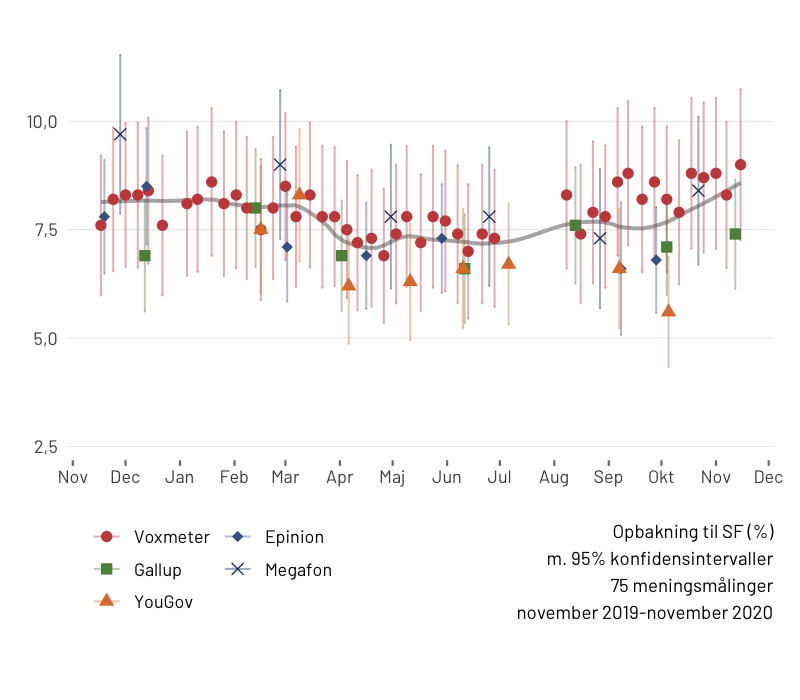 10,0
7,5
5,0
2,5
Nov Dec Jan Feb Mar Apr Maj Jun Jul Aug Sep Okt Nov Dec
Voxmeter Epinion
Gallup Megafon
YouGov
Opbakning til SF (%)
m. 95% konfidensintervaller
75 meningsmålinger
november 2019-november 2020